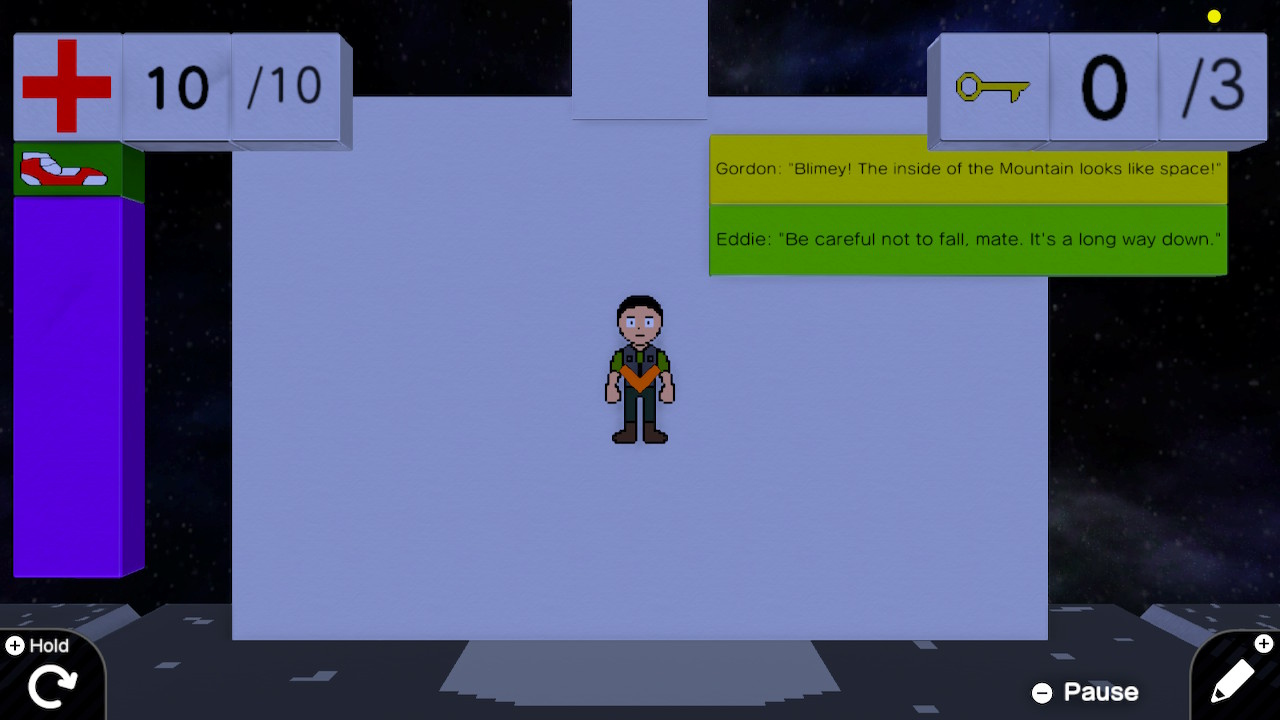 10 /10
0 /3
Gordon: "Blimey! The inside of the Mountain looks like space!"
Eddie: "Be careful not to fall, mate. It's a long way down."
Hold
Pause